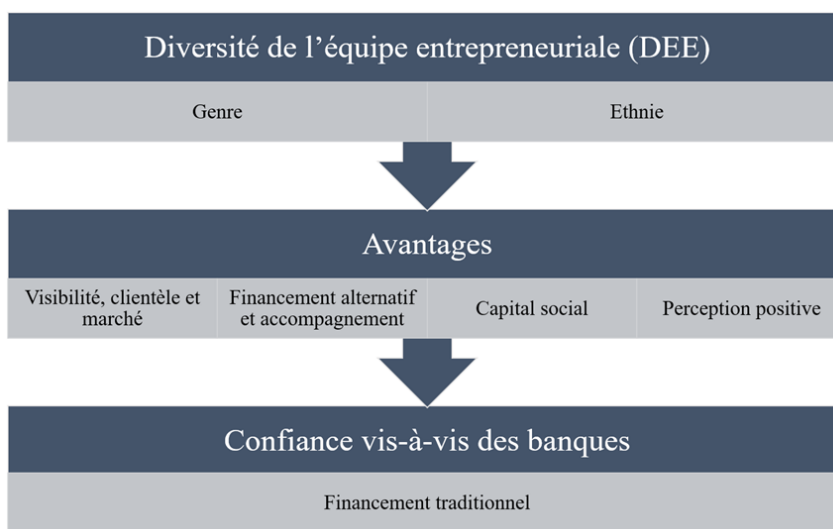 Diversité de l’équipe entrepreneuriale (DEE)
Genre
Ethnie
Avantages
Visibilité, clientèle et
marché
Financement alternatif
et accompagnement
Capital social
Perception positive
Confiance vis-à-vis des banques
Financement traditionnel